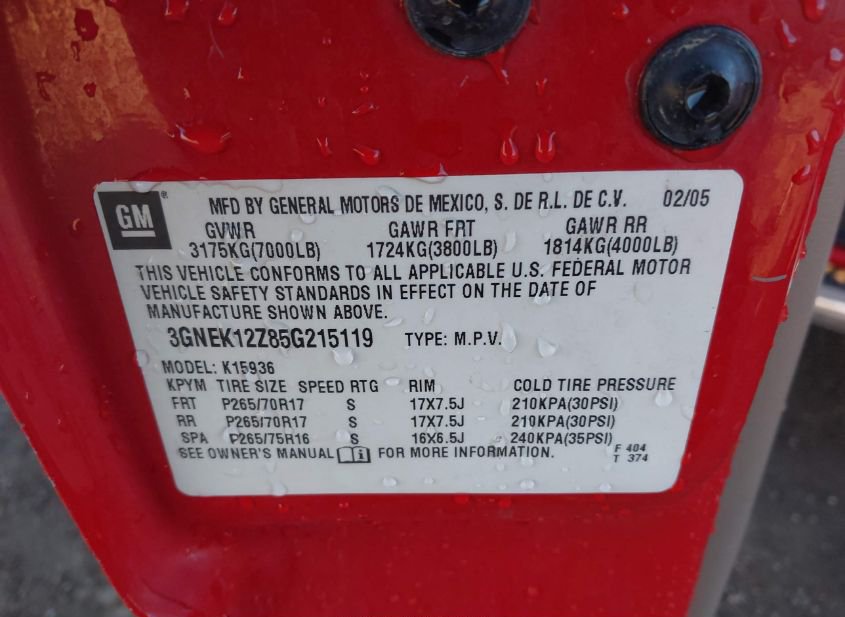 GM ® MFD BY GENERAL MOTORS DE MEXICO, S. DE R.L. DE C.V. 02/05
GVWR GAWR FRT GAWR RR
3175KG(7000LB) 1724KG(3800LB) 1814KG(4000LB)
THIS VEHICLE CONFORMS TO ALL APPLICABLE U.S. FEDERAL MOTOR
VEHICLE SAFETY STANDARDS IN EFFECT ON THE DATE OF
MANUFACTURE SHOWN ABOVE.
3GNEK12Z85G215119 TYPE: M.P.V.
MODEL: K15936
KPYM TIRE SIZE SPEED RTG RIM COLD TIRE PRESSURE
FRT P265/70R17 S 17X7.5J 210KPA(30PSI)
RR P265/70R17 S 17X7.5J 210KPA(30PSI)
SPA P265/75R16 S 16X6.5J 240KPA(35PSI)
SEE OWNER'S MANUAL i FOR MORE INFORMATION. F 404
T 374